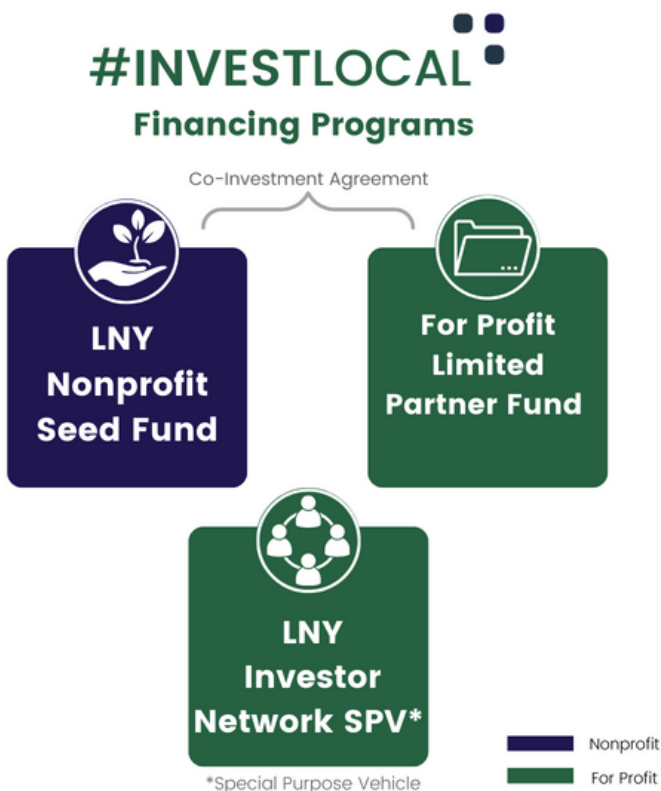 #INVESTLOCAL
Financing Programs
Co-Investment Agreement
LNY
Nonprofit
Seed Fund
For Profit
Limited
Partner Fund
LNY
Investor
Network SPV*
*Special Purpose Vehicle
Nonprofit
For Profit